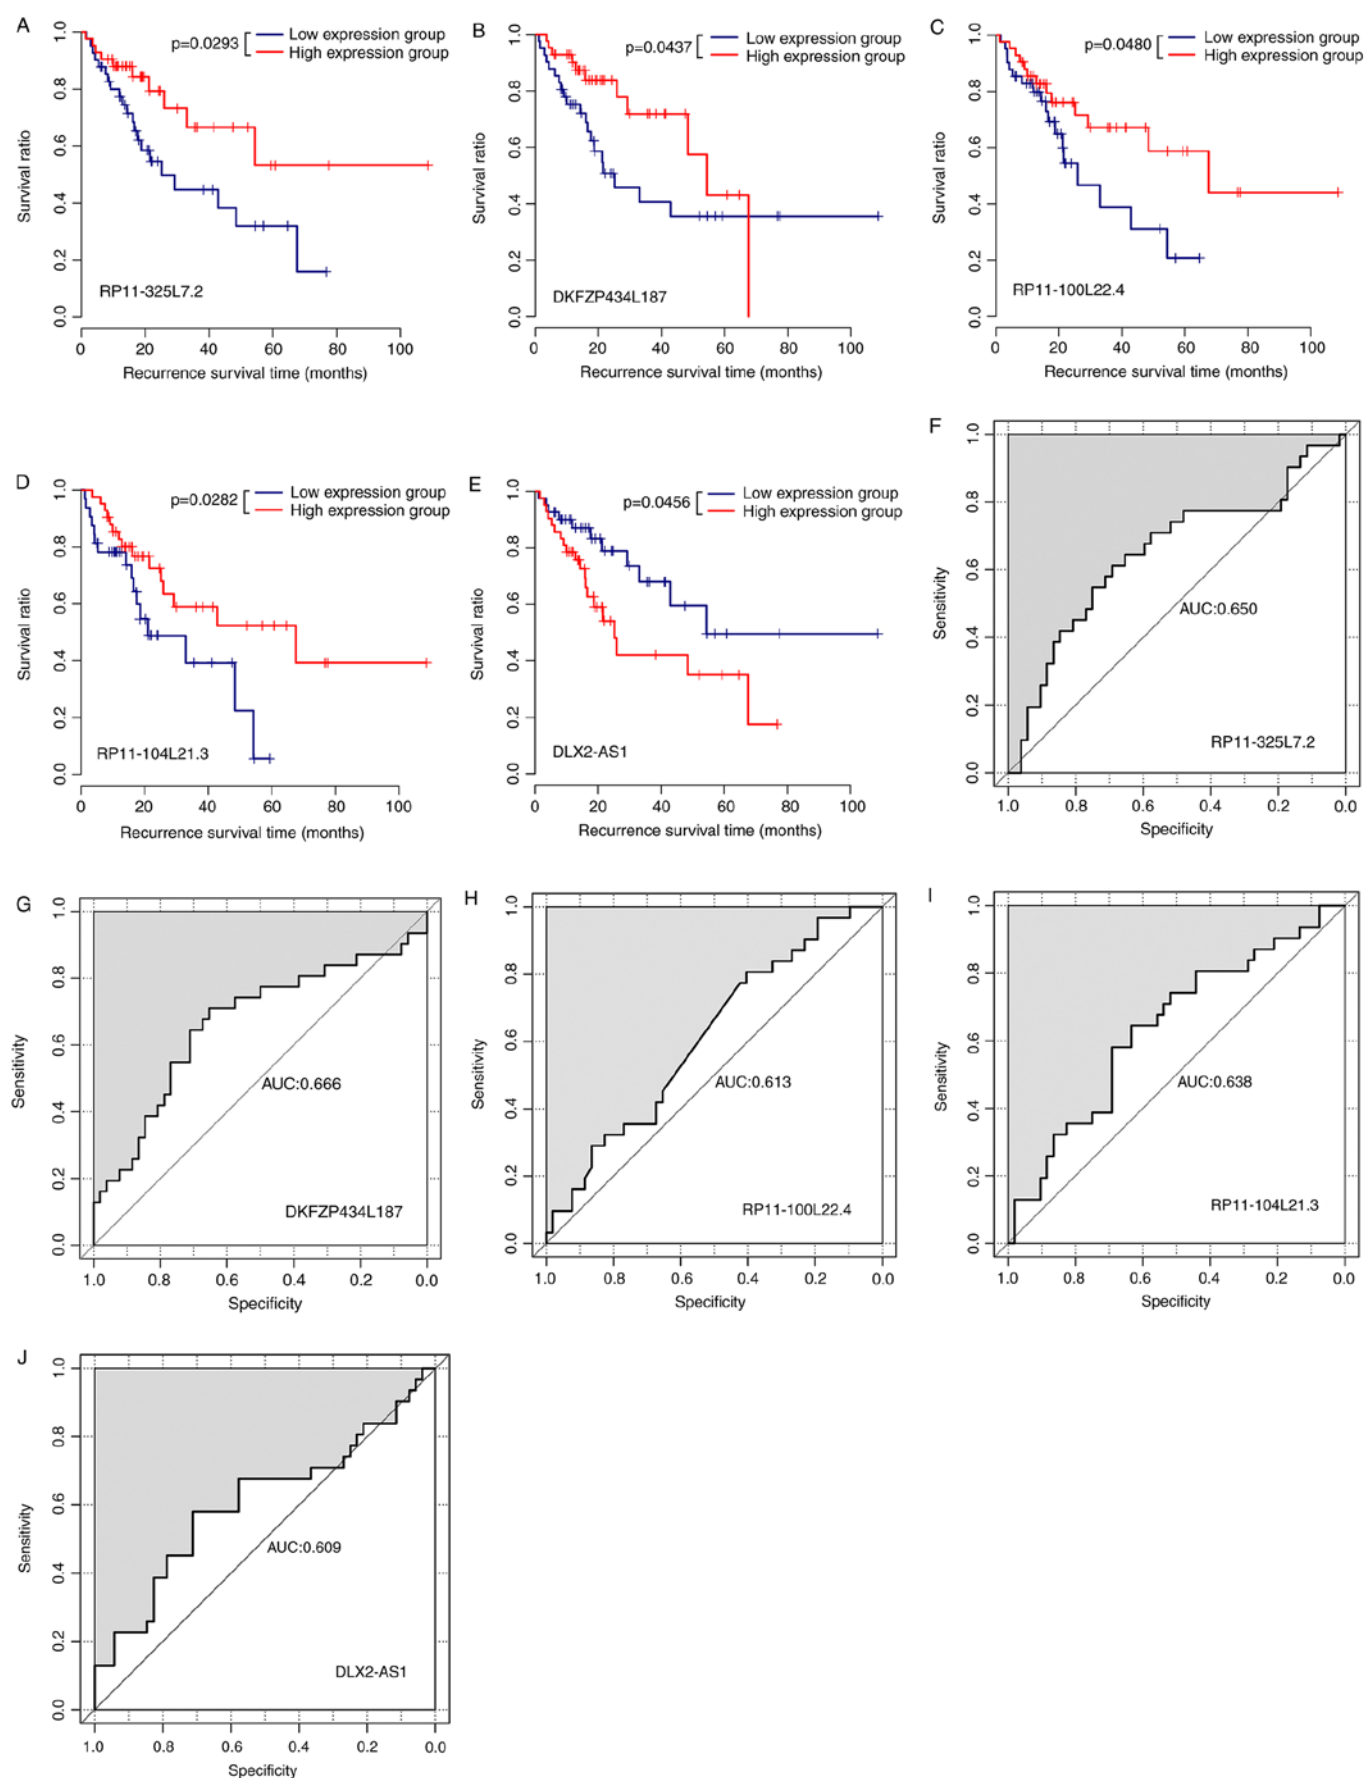 A
p=0.0293
Low expression group
High expression group
Survival ratio
1.0
0.8
0.6
0.4
0.2
0.0
RP11-325L7.2
0 20 40 60 80 100
Recurrence survival time (months)
B
p=0.0437
Low expression group
High expression group
Survival ratio
1.0
0.8
0.6
0.4
0.2
0.0
DKFZP434L187
0 20 40 60 80 100
Recurrence survival time (months)
C
p=0.0480
Low expression group
High expression group
Survival ratio
1.0
0.8
0.6
0.4
0.2
0.0
RP11-100L22.4
0 20 40 60 80 100
Recurrence survival time (months)
D
p=0.0282
Low expression group
High expression group
Survival ratio
1.0
0.8
0.6
0.4
0.2
0.0
RP11-104L21.3
0 20 40 60 80 100
Recurrence survival time (months)
E
p=0.0456
Low expression group
High expression group
Survival ratio
1.0
0.8
0.6
0.4
0.2
0.0
DLX2-AS1
0 20 40 60 80 100
Recurrence survival time (months)
F
Sensitivity
1.0
0.8
0.6
0.4
0.2
0.0
AUC:0.650
RP11-325L7.2
1.0 0.8 0.6 0.4 0.2 0.0
Specificity
G
Sensitivity
1.0
0.8
0.6
0.4
0.2
0.0
AUC:0.666
DKFZP434L187
1.0 0.8 0.6 0.4 0.2 0.0
Specificity
H
Sensitivity
1.0
0.8
0.6
0.4
0.2
0.0
AUC:0.613
RP11-100L22.4
1.0 0.8 0.6 0.4 0.2 0.0
Specificity
I
Sensitivity
1.0
0.8
0.6
0.4
0.2
0.0
AUC:0.638
RP11-104L21.3
1.0 0.8 0.6 0.4 0.2 0.0
Specificity
J
Sensitivity
1.0
0.8
0.6
0.4
0.2
0.0
AUC:0.609
DLX2-AS1
1.0 0.8 0.6 0.4 0.2 0.0
Specificity